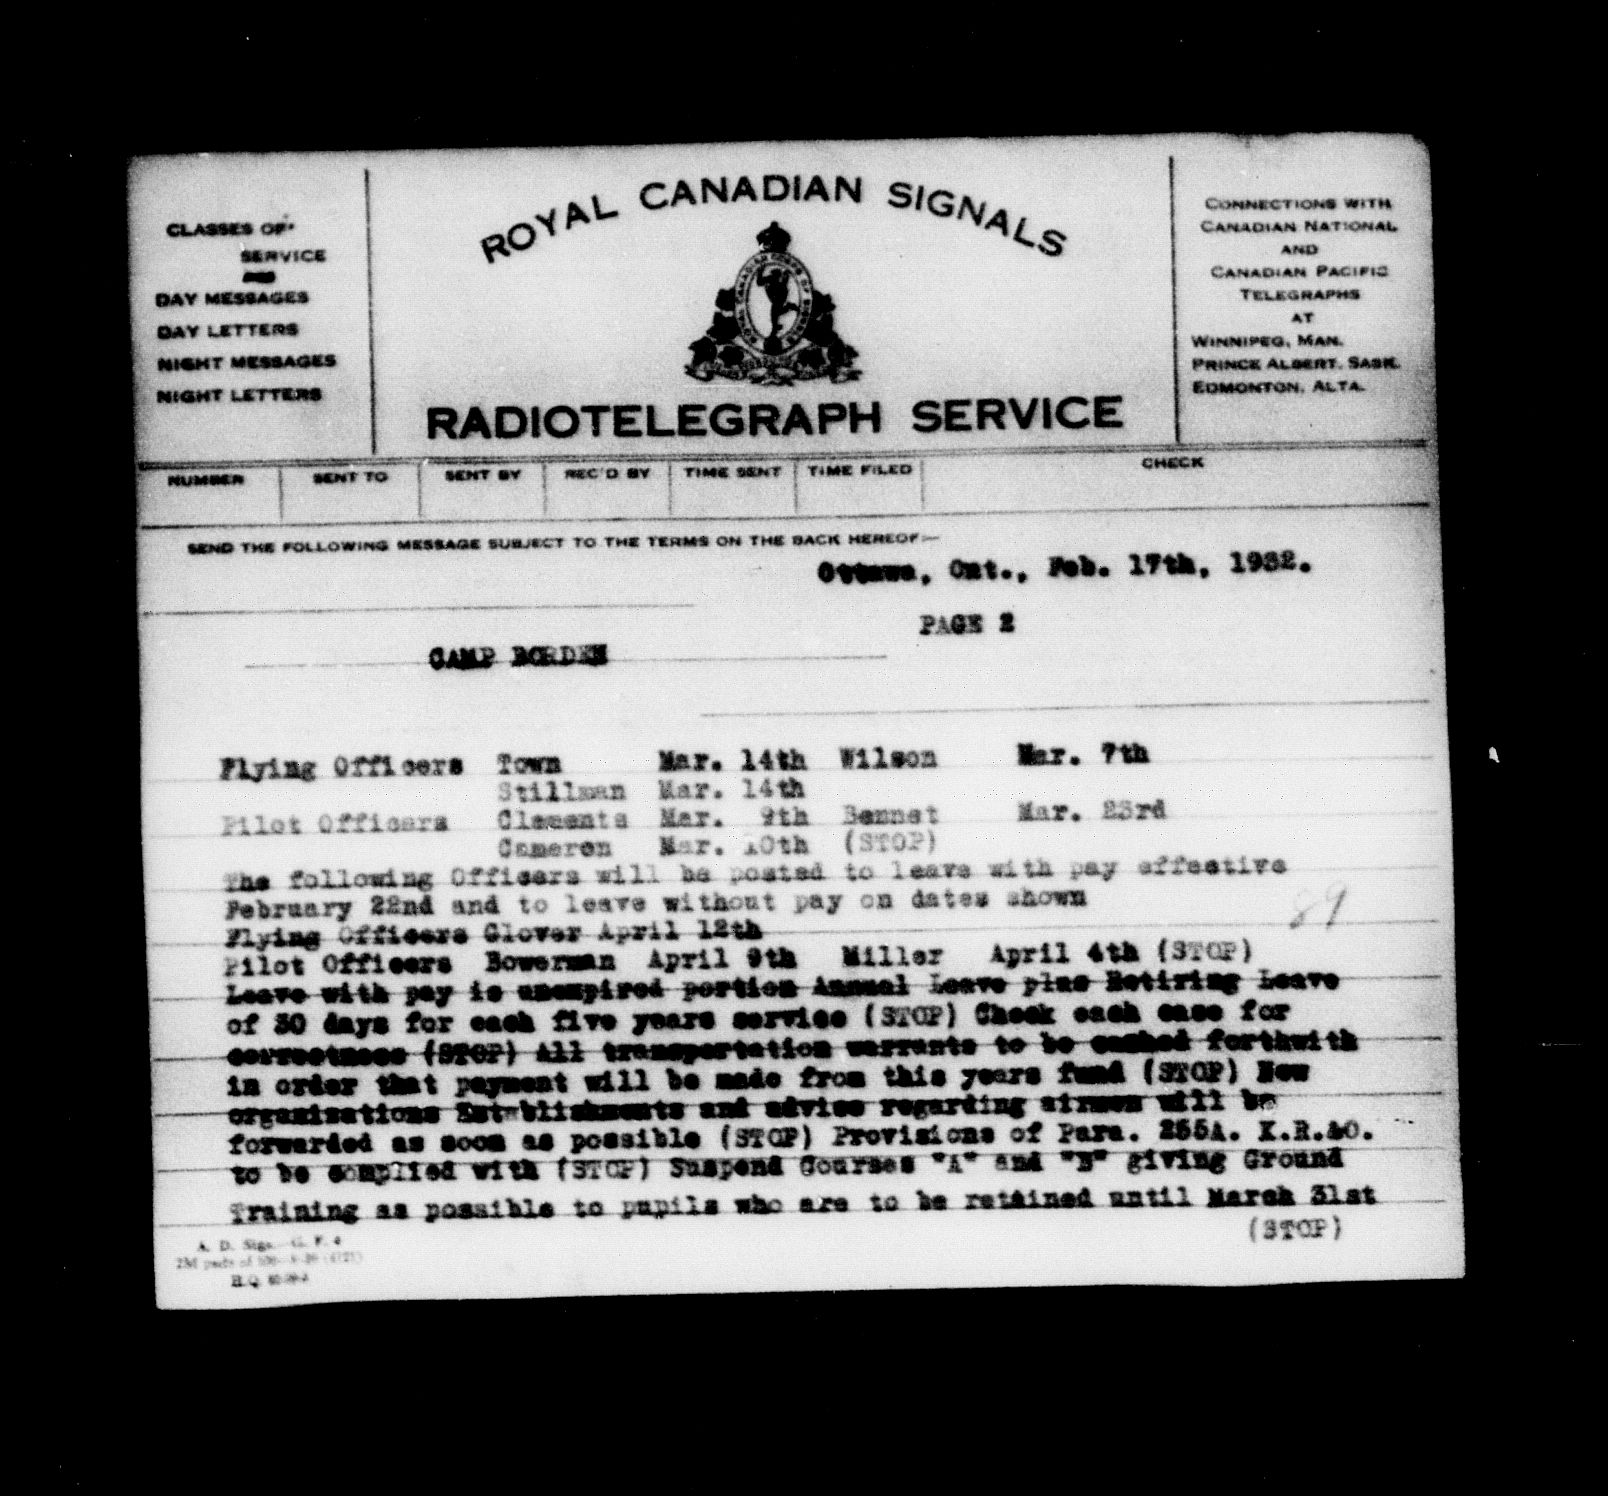 CLASSES OF
SERVICE
DAY MESSAGES
DAY LETTERS
NIGHT MESSAGES
NIGHT LETTERS
ROYAL CANADIAN SIGNALS
RADIOTELEGRAPH SERVICE
CONNECTIONS WITH
CANADIAN NATIONAL
AND
CANADIAN PACIFIC
TELEGRAPHS
AT
WINNIPEG, MAN.
PRINCE ALBERT, SASK.
EDMONTON, ALTA.
NUMBER SENT TO SENT BY REC'D BY TIME SENT TIME FILED CHECK
SEND THE FOLLOWING MESSAGE SUBJECT TO THE TERMS ON THE BACK HEREOF—
Ottawa, Ont., Feb. 17th, 1932.
PAGE 2
CAMP BORDEN
Flying Officers Town Mar. 14th Wilson Mar. 7th
Stillman Mar. 14th
Pilot Officers Clements Mar. 9th Bennet Mar. 23rd
Cameron Mar. 10th (STOP)
The following Officers will be posted to leave with pay effective
February 22nd and to leave without pay on dates shown
89
Flying Officers Glover April 12th
Pilot Officers Bowerman April 9th Miller April 4th (STOP)
Leave with pay is unexpired portion Annual Leave plus Retiring Leave
of 30 days for each five years service (STOP) Check each case for
correctness (STOP) All transportation warrants to be cashed forthwith
in order that payment will be made from this years fund (STOP) New
organizations Establishments and advice regarding airmen will be
forwarded as soon as possible (STOP) Provisions of Para. 255A. K.R.&O.
to be complied with (STOP) Suspend Courses "A" and "B" giving Ground
Training as possible to pupils who are to be retained until March 31st
(STOP)
A. D. Sigs. G. F. 4
2M pads of 100
H.Q.